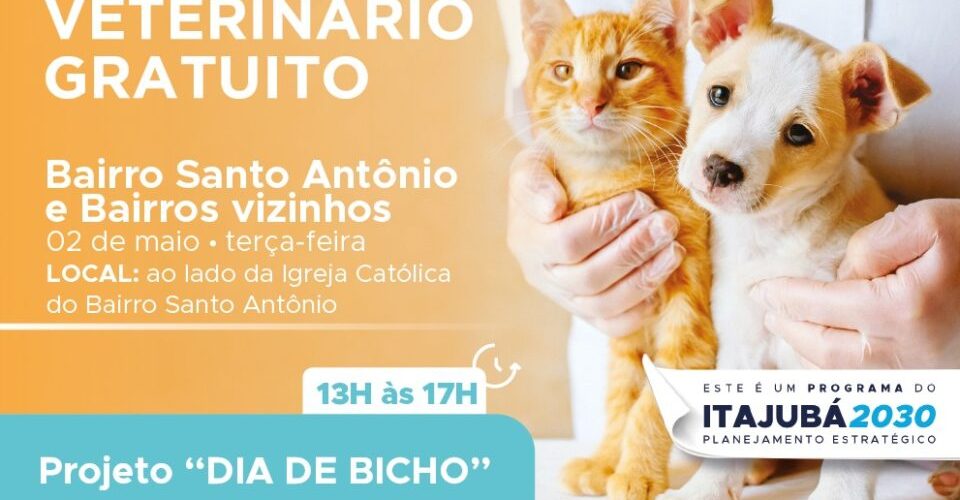 VETERINÁRIO
GRATUITO
Bairro Santo Antônio
e Bairros vizinhos
02 de maio • terça-feira
LOCAL: ao lado da Igreja Católica
do Bairro Santo Antônio
13H às 17H
Projeto “DIA DE BICHO”
ESTE É UM PROGRAMA DO
ITAJUBÁ2030
PLANEJAMENTO ESTRATÉGICO